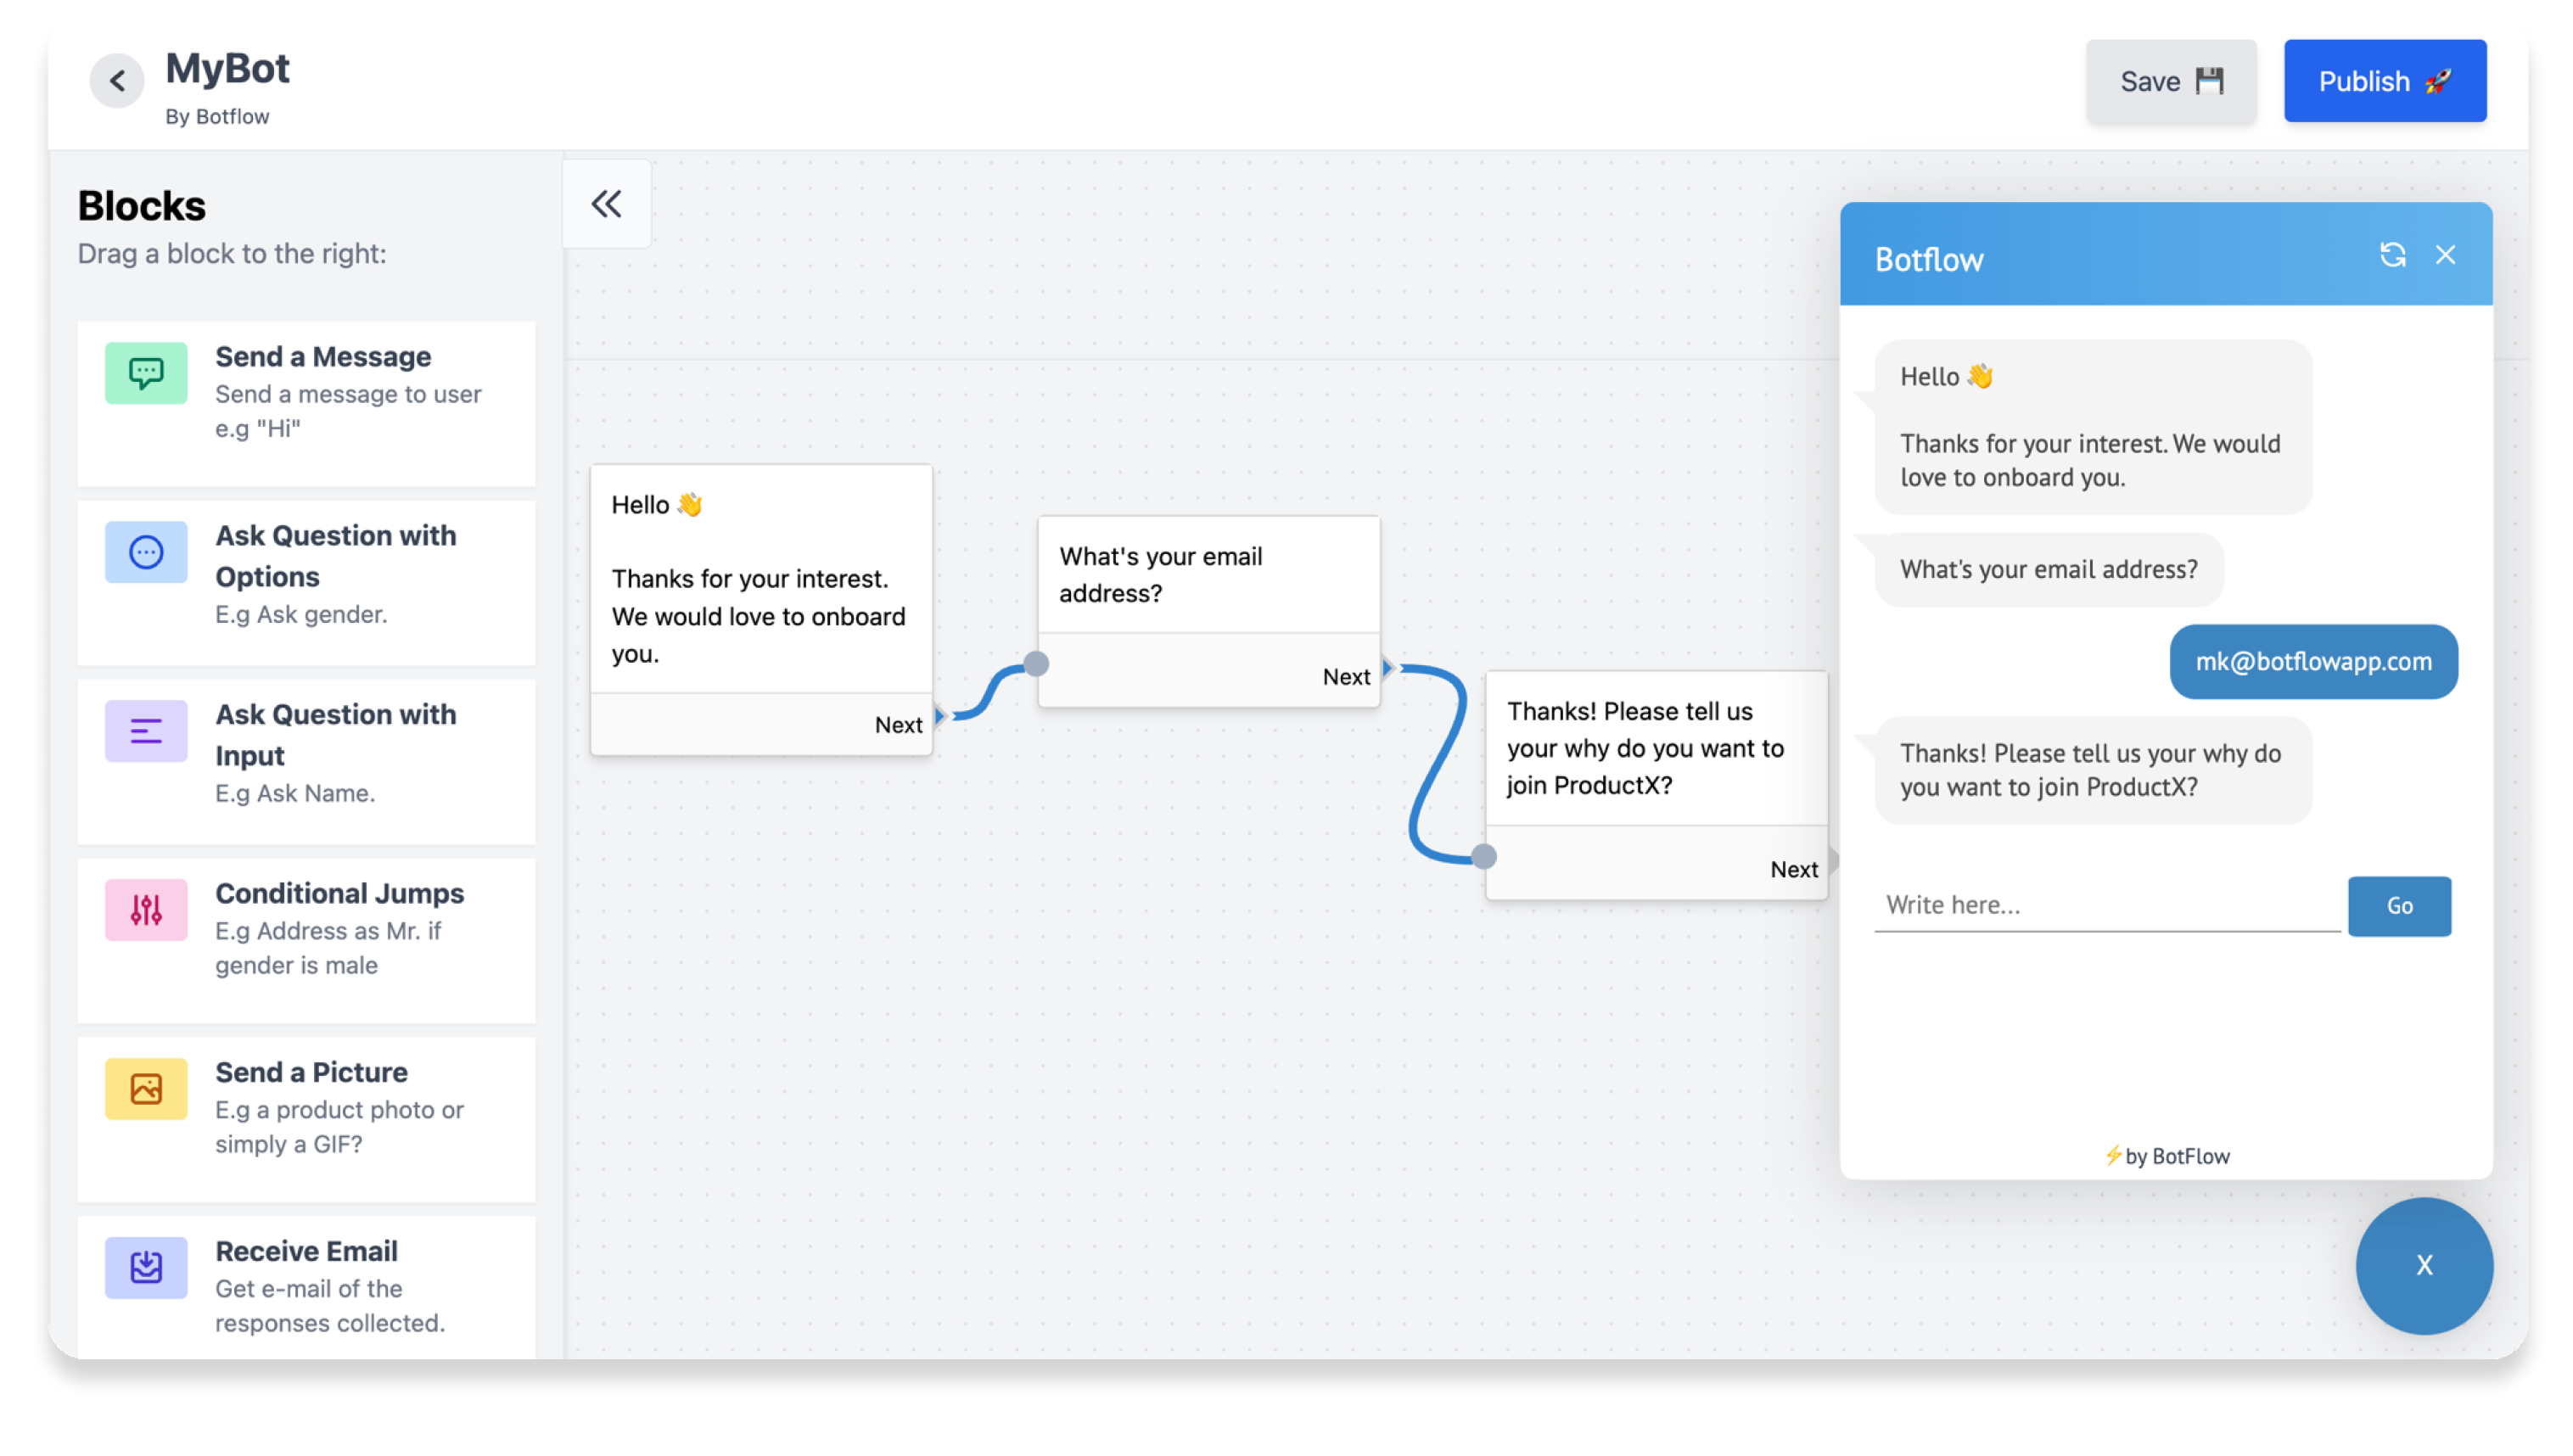 MyBot
By Botflow
Save 💾
Publish 🚀
Blocks
Drag a block to the right:
Send a Message
Send a message to user
e.g "Hi"
Ask Question with
Options
E.g Ask gender.
Ask Question with
Input
E.g Ask Name.
Conditional Jumps
E.g Address as Mr. if
gender is male
Send a Picture
E.g a product photo or
simply a GIF?
Receive Email
Get e-mail of the
responses collected.
Hello 👋
Thanks for your interest.
We would love to onboard
you.
Next
What's your email
address?
Next
Thanks! Please tell us
your why do you want to
join ProductX?
Next
Botflow
Hello 👋
Thanks for your interest. We would
love to onboard you.
What's your email address?
mk@botflowapp.com
Thanks! Please tell us your why do
you want to join ProductX?
Write here...
Go
⚡by BotFlow
X